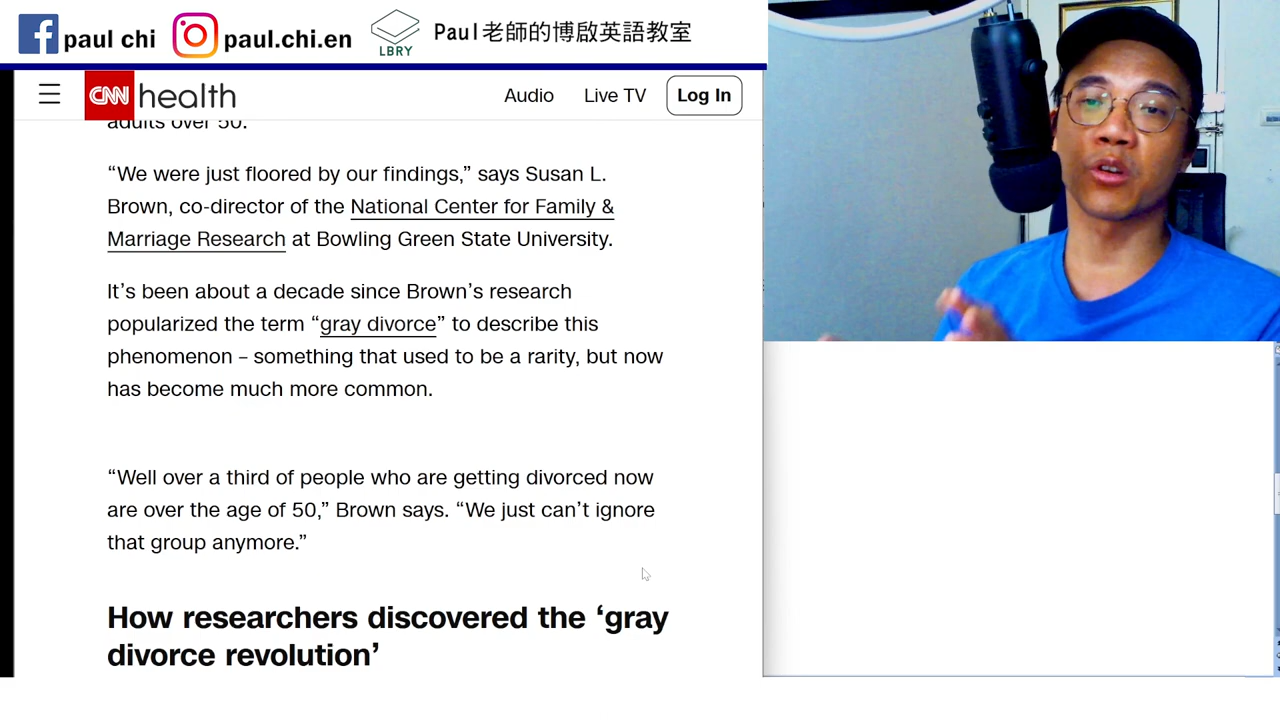 paul chi
paul.chi.en
LBRY
Paul老師的博啟英語教室
CNN health
Audio
Live TV
Log In
adults over 50.
“We were just floored by our findings,” says Susan L.
Brown, co-director of the National Center for Family &
Marriage Research at Bowling Green State University.
It’s been about a decade since Brown’s research
popularized the term “gray divorce” to describe this
phenomenon – something that used to be a rarity, but now
has become much more common.
“Well over a third of people who are getting divorced now
are over the age of 50,” Brown says. “We just can’t ignore
that group anymore.”
How researchers discovered the ‘gray
divorce revolution’